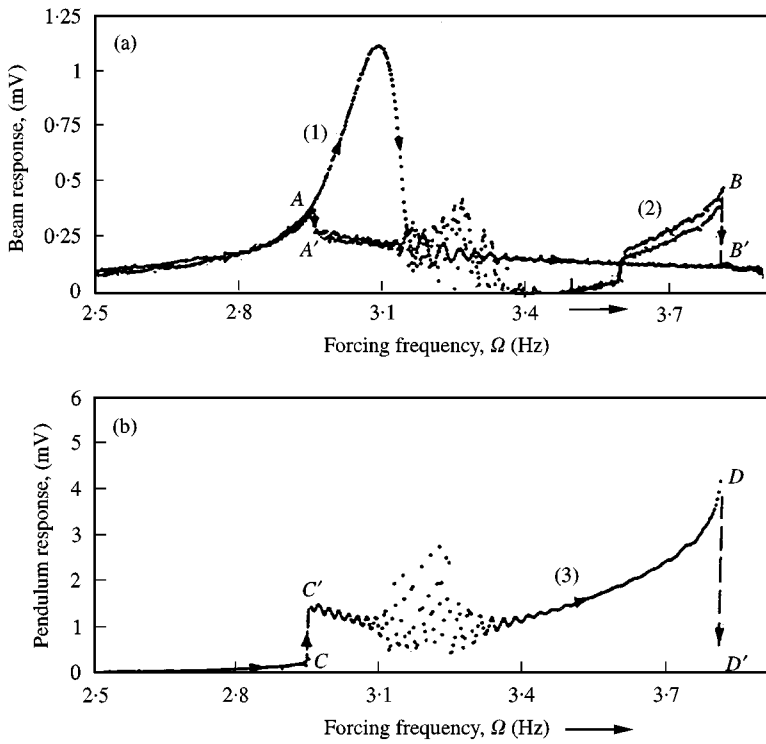 (a)
Beam response, (mV)
1·25
1
0·75
0·5
0·25
0
(1)
A
A′
(2)
B
B′
2·5
2·8
3·1
3·4
3·7
Forcing frequency, Ω (Hz)
(b)
Pendulum response, (mV)
6
5
4
3
2
1
0
C′
C
(3)
D
D′
2·5
2·8
3·1
3·4
3·7
Forcing frequency, Ω (Hz)